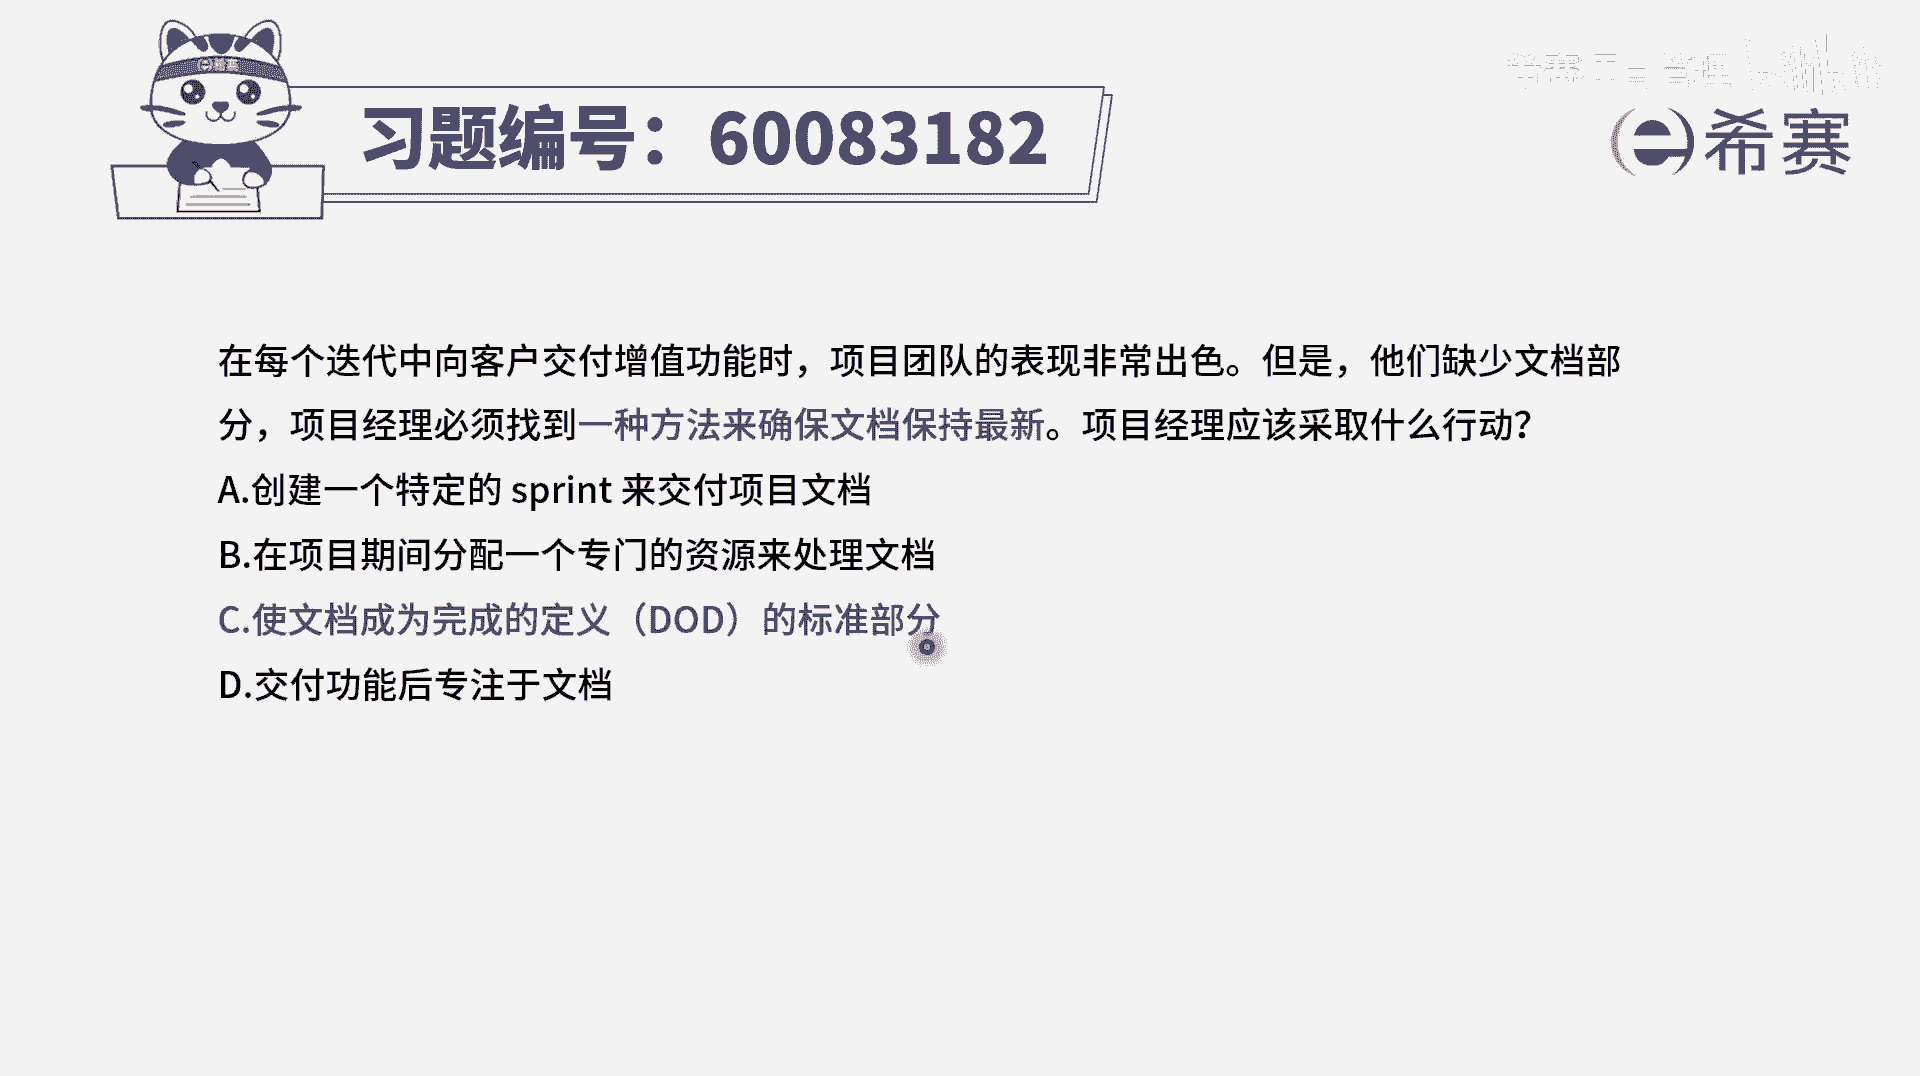 习题编号：60083182
希赛
在每个迭代中向客户交付增值功能时，项目团队的表现非常出色。但是，他们缺少文档部
分，项目经理必须找到一种方法来确保文档保持最新。项目经理应该采取什么行动？
A.创建一个特定的 sprint 来交付项目文档
B.在项目期间分配一个专门的资源来处理文档
C.使文档成为完成的定义（DOD）的标准部分
D.交付功能后专注于文档